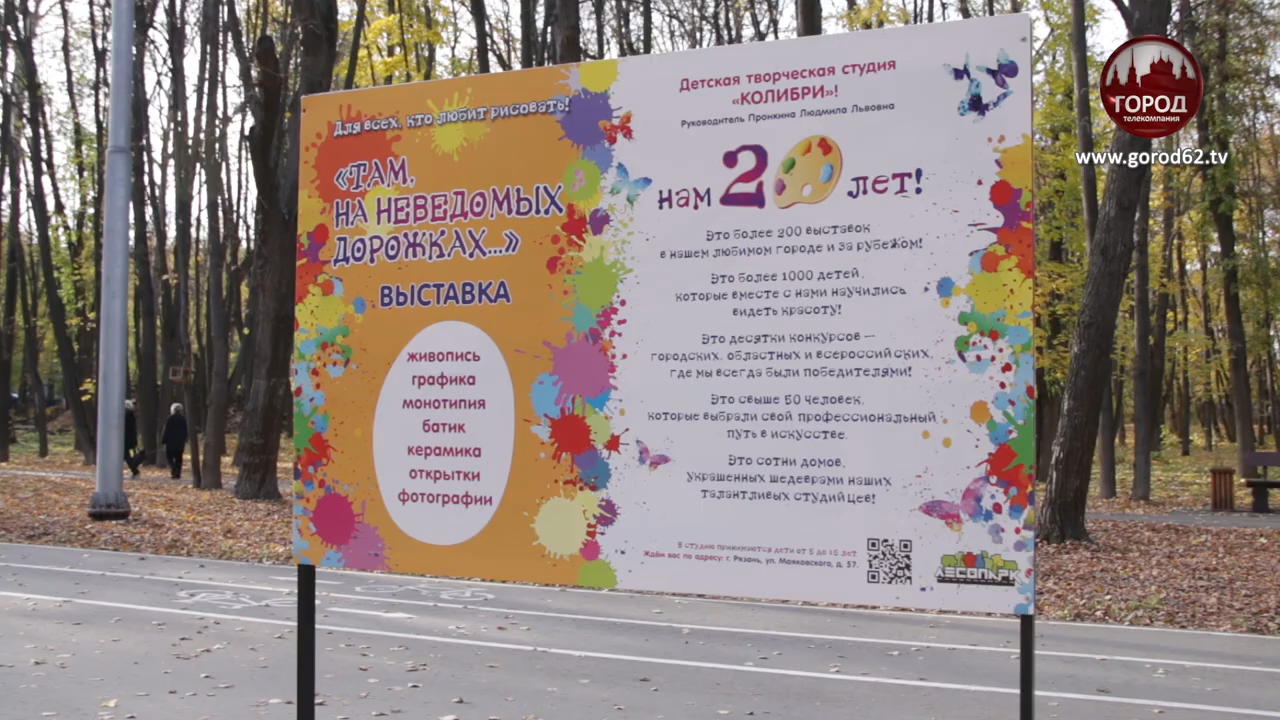 Для всех, кто любит рисовать!
«ТАМ,
НА НЕВЕДОМЫХ
ДОРОЖКАХ...»
ВЫСТАВКА
живопись
графика
монотипия
батик
керамика
открытки
фотографии
Детская творческая студия
«КОЛИБРИ»!
Руководитель Пронкина Людмила Львовна
нам 20 лет!
Это более 200 выставок
в нашем любимом городе и за рубежом!
Это более 1000 детей,
которые вместе с нами научились
видеть красоту!
Это десятки конкурсов —
городских, областных и всероссийских,
где мы всегда были победителями!
Это свыше 50 человек,
которые выбрали свой профессиональный
путь в искусстве.
Это сотни домов,
украшенных шедеврами наших
талантливых студийцев!
В студию принимаются дети от 5 до 15 лет.
Ждём вас по адресу: г. Рязань, ул. Маяковского, д. 57.
ЛЕСОПАРК
ГОРОД
телекомпания
www.gorod62.tv